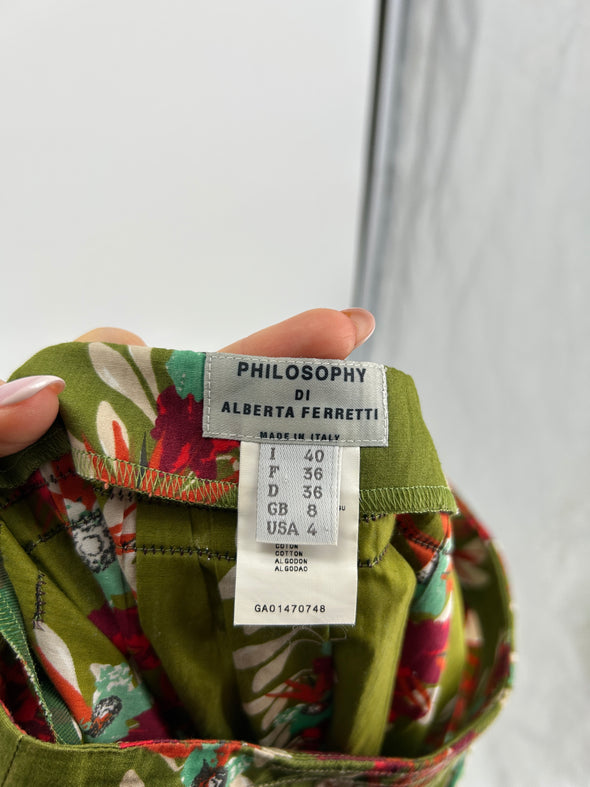 PHILOSOPHY
DI
ALBERTA FERRETTI
MADE IN ITALY
I 40
F 36
D 36
GB 8
USA 4
COTON
COTTON
ALGODON
ALGODAO
GA01470748